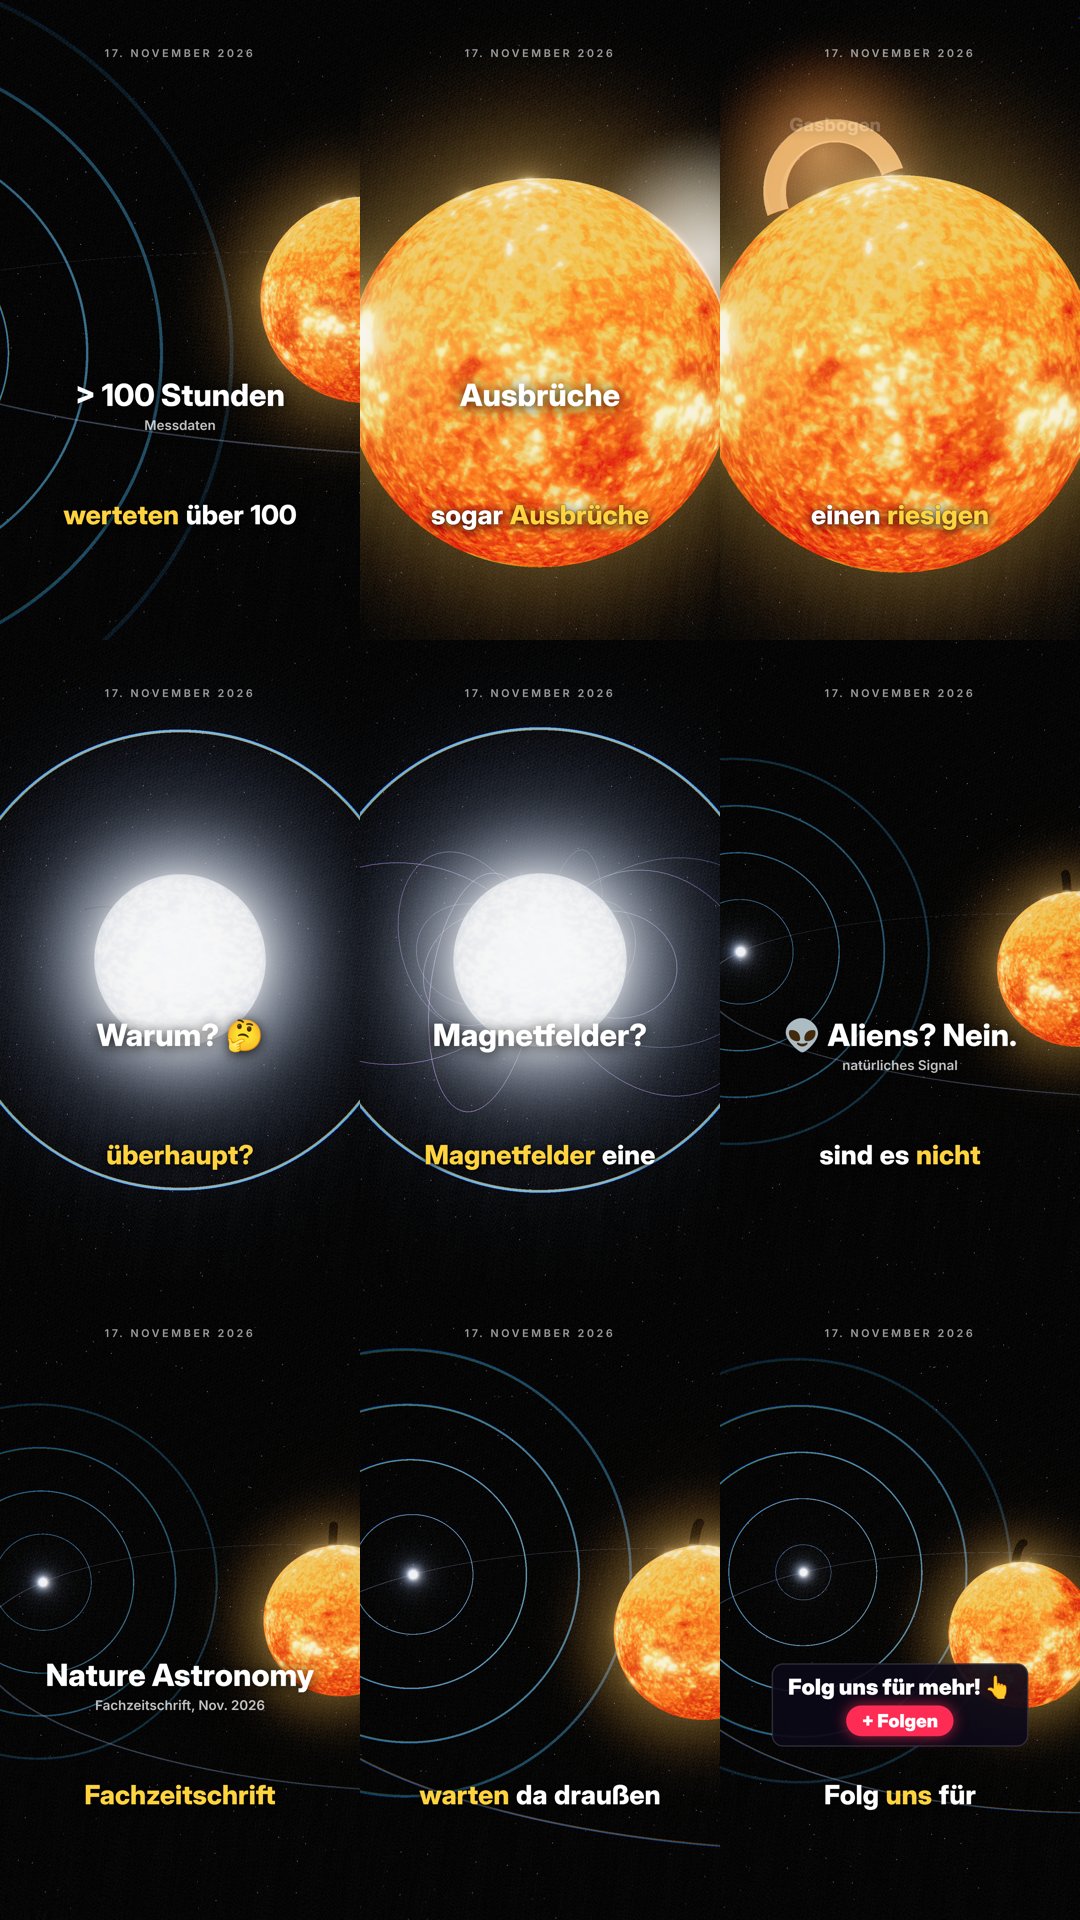 17. NOVEMBER 2026
> 100 Stunden
Messdaten
werteten über 100
17. NOVEMBER 2026
Ausbrüche
sogar Ausbrüche
17. NOVEMBER 2026
Gasbogen
einen riesigen
17. NOVEMBER 2026
Warum? 🤔
überhaupt?
17. NOVEMBER 2026
Magnetfelder?
Magnetfelder eine
17. NOVEMBER 2026
👽 Aliens? Nein.
natürliches Signal
sind es nicht
17. NOVEMBER 2026
Nature Astronomy
Fachzeitschrift, Nov. 2026
Fachzeitschrift
17. NOVEMBER 2026
warten da draußen
17. NOVEMBER 2026
Folg uns für mehr! 👆
+ Folgen
Folg uns für